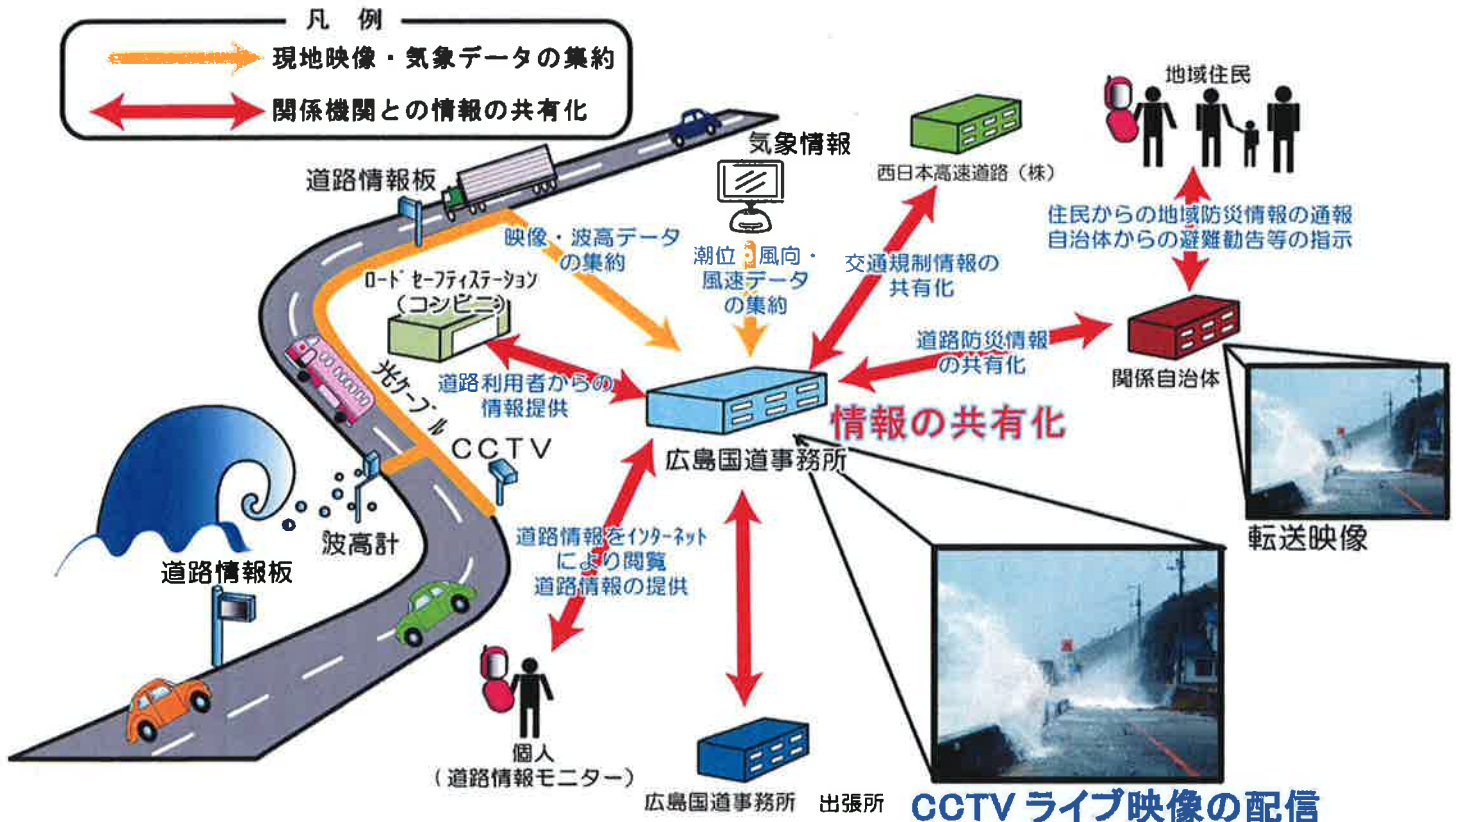 凡 例
現地映像・気象データの集約
関係機関との情報の共有化
道路情報板
気象情報
西日本高速道路（株）
地域住民
映像・波高データ
の集約
潮位・風向・
風速データ
の集約
交通規制情報の
共有化
住民からの地域防災情報の通報
自治体からの避難勧告等の指示
ロードセーフティステーション
（コンビニ）
道路利用者からの
情報提供
道路防災情報
の共有化
関係自治体
光ケーブル
CCTV
情報の共有化
広島国道事務所
転送映像
波高計
道路情報板
道路情報をインターネット
により閲覧
道路情報の提供
個人
（道路情報モニター）
広島国道事務所 出張所
CCTVライブ映像の配信